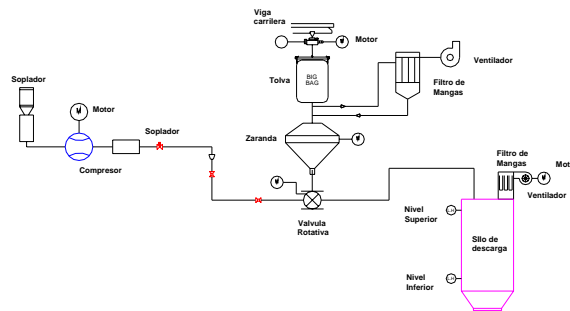 Viga
carrilera
Motor
Soplador
BIG
BAG
Tolva
Ventilador
Filtro de
Mangas
M
Motor
Soplador
Zaranda
Compresor
Filtro de
Mangas
Mot
Ventilador
Nivel
Superior
Silo de
descarga
Valvula
Rotativa
Nivel
Inferior